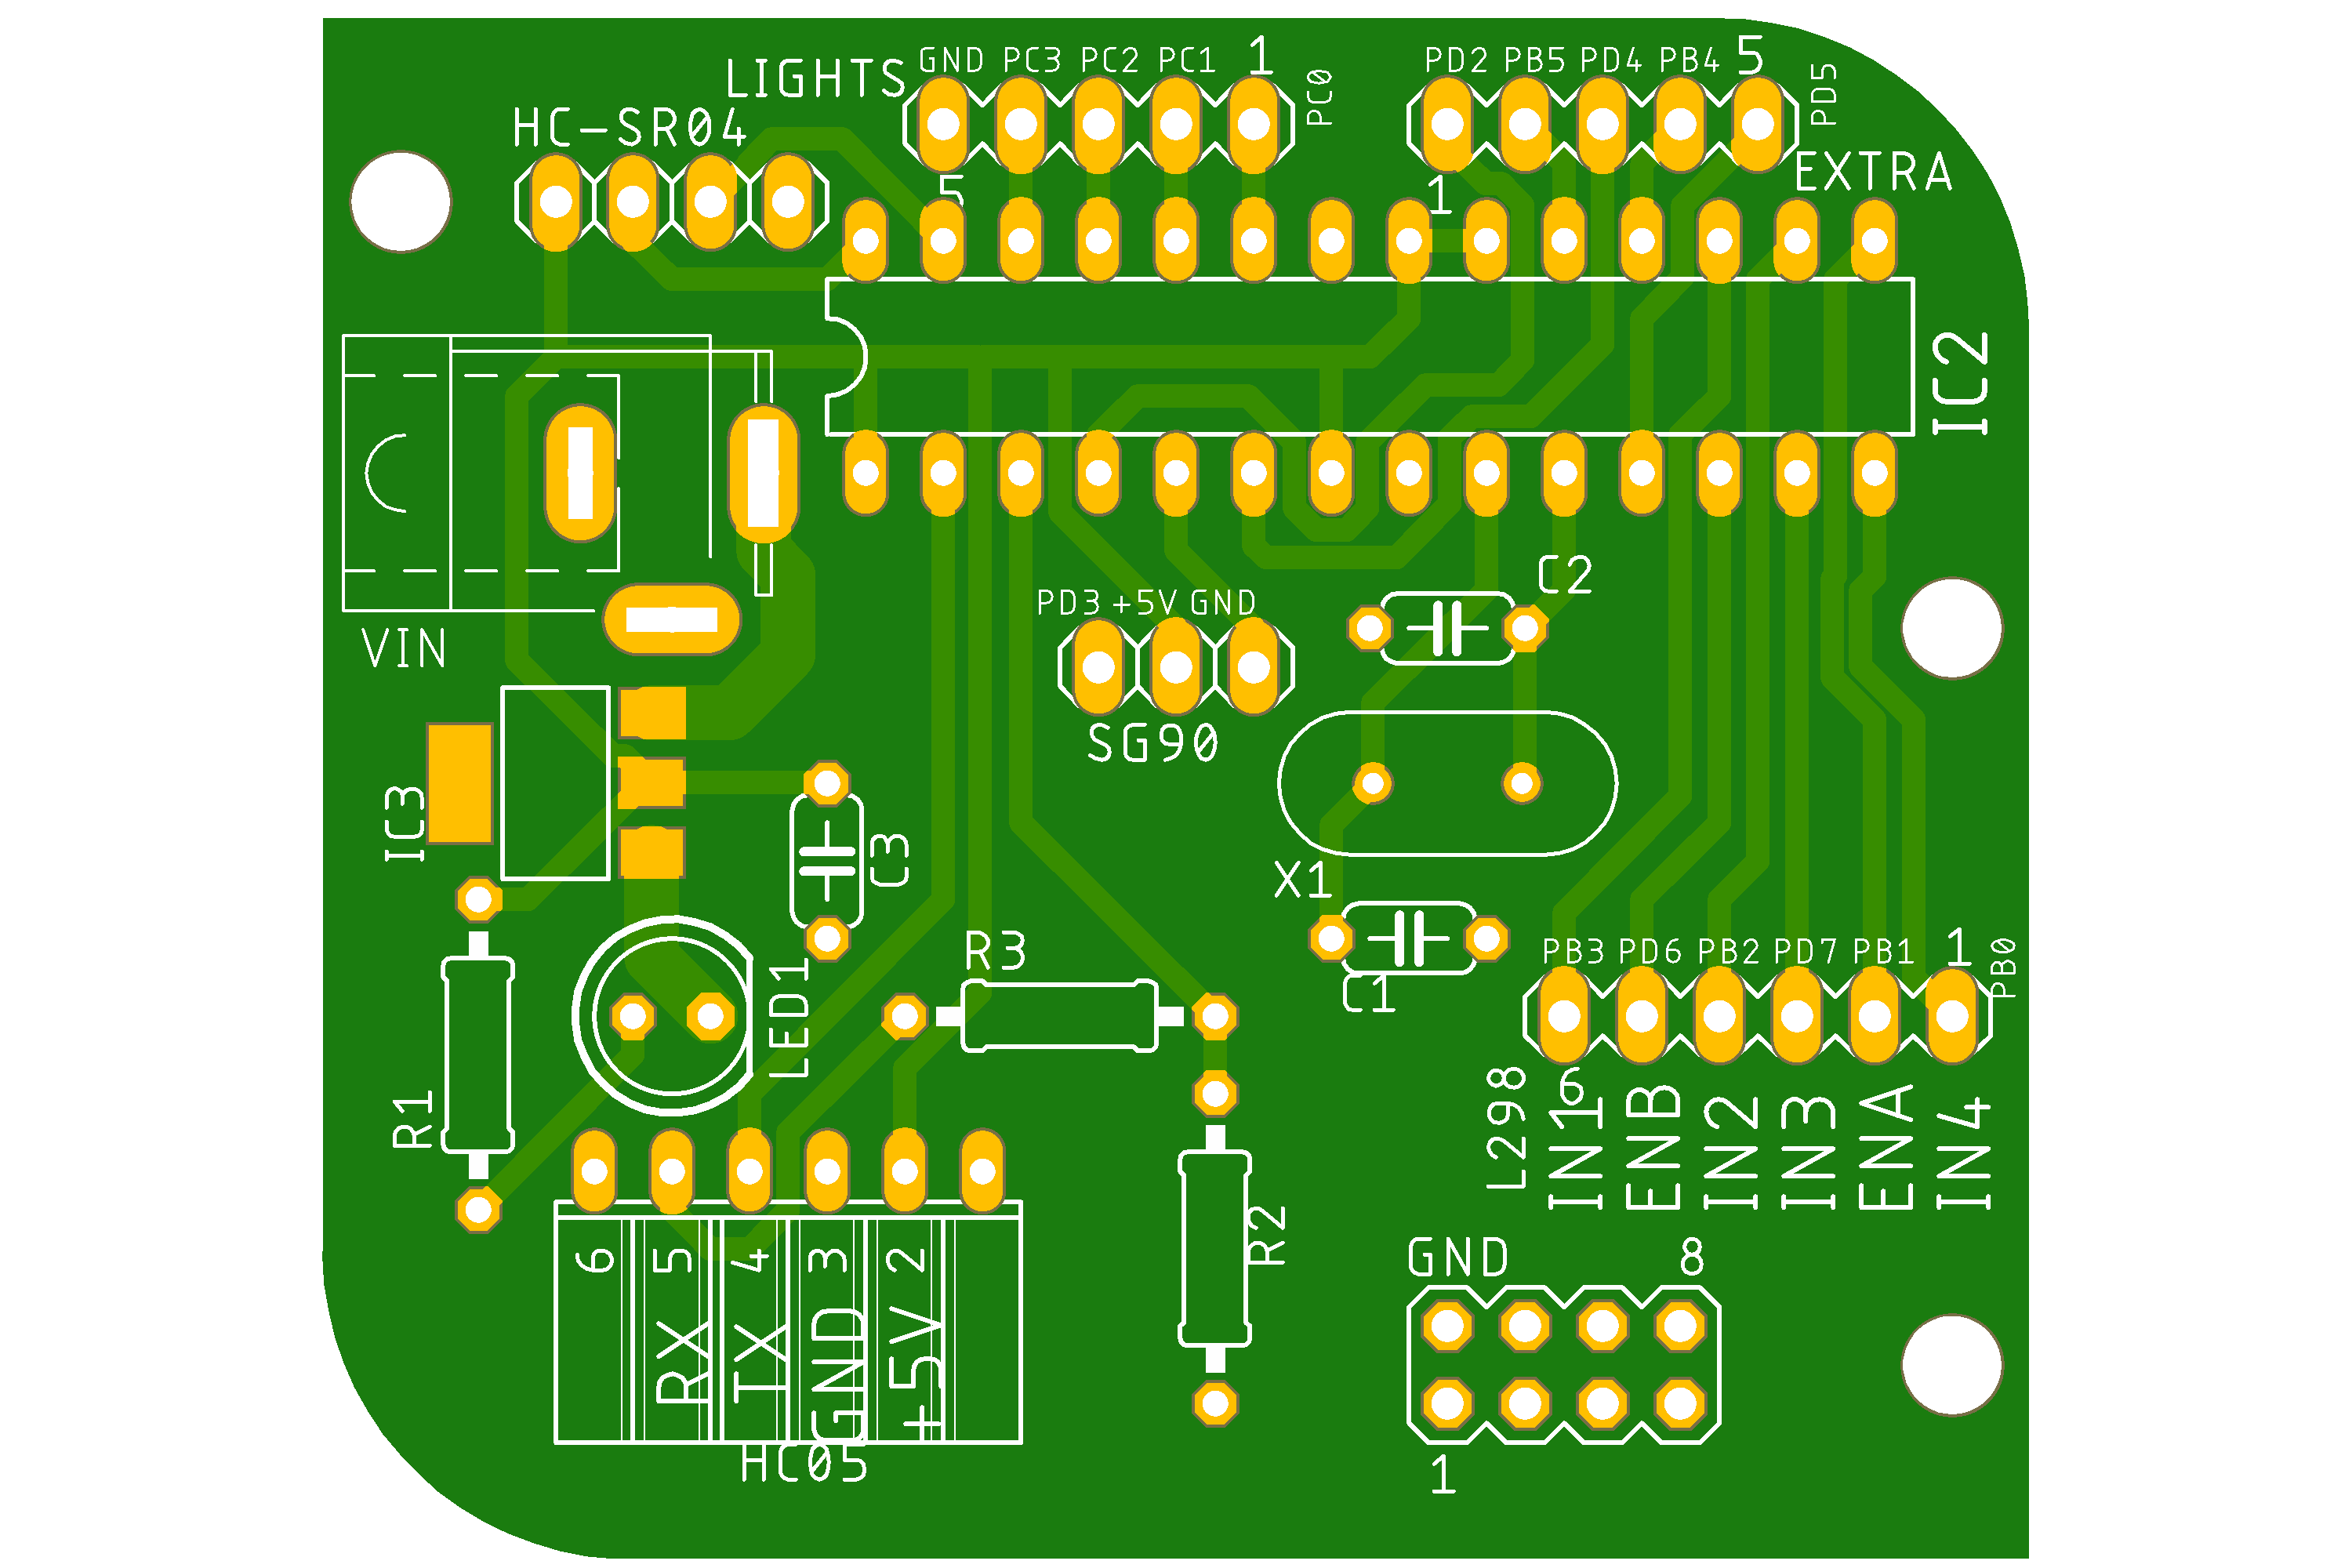 LIGHTS
GND PC3 PC2 PC1 1
PC0
PD2 PB5 PD4 PB4 5
PD5
HC-SR04
5
1
EXTRA
IC2
VIN
C2
PD3 +5V GND
SG90
IC3
C3
X1
R3
C1
LED1
PB3 PD6 PB2 PD7 PB1 1
PB0
R1
L298
6
IN1
ENB
IN2
IN3
ENA
IN4
R2
6
5
4
3
2
RX
TX
GND
+5V
HC05
GND
8
1